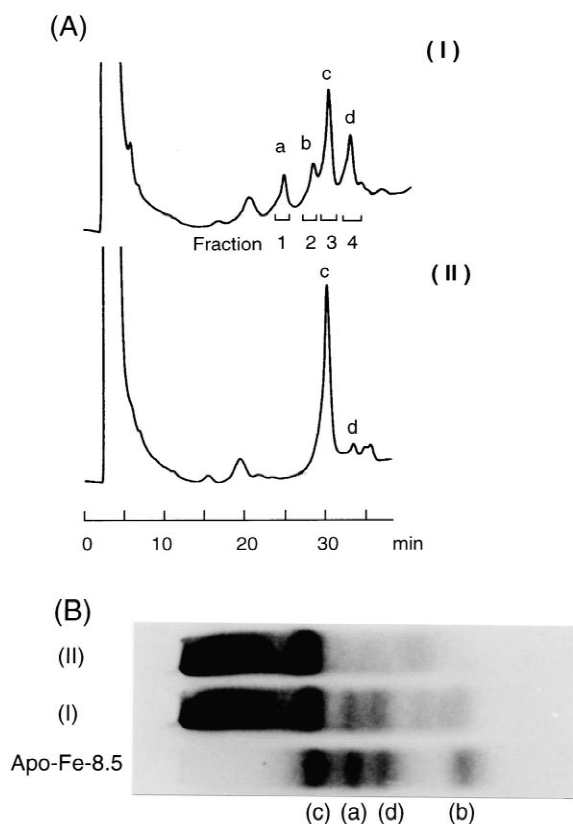 (A)
(I)
c
d
b
a
Fraction 1 2 3 4
(II)
c
d
0 10 20 30 min
(B)
(II)
(I)
Apo-Fe-8.5
(c) (a) (d) (b)